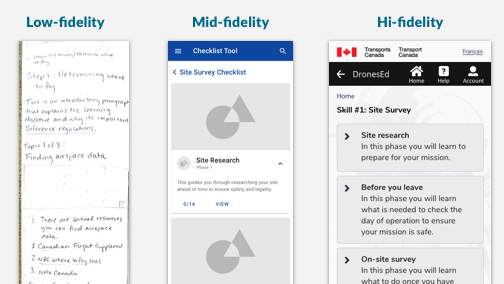 Low-fidelity
Mid-fidelity
Hi-fidelity
to fly
Step 1: Determining where
to fly
This is an introductory paragraph
that explains the learning
objective and why it's important.
Reference regulations.
Topic 1 of 3:
Finding airspace data
There are several resources
you can find airspace
data.
1. Canadian Flight Supplement
2. NRC where to fly tool
3. Nav Canada
Checklist Tool
Site Survey Checklist
Site Research
Phase 1
This guides you through researching your site
ahead of time to ensure safety and legality.
0/14
VIEW
Transports
Canada
Transport
Canada
Français
DronesEd
Home
Help
Account
Home
Skill #1: Site Survey
Site research
In this phase you will learn to
prepare for your mission.
Before you leave
In this phase you will learn
what is needed to check the
day of operation to ensure
your mission is safe.
On-site survey
In this phase you will learn
what to do once you have